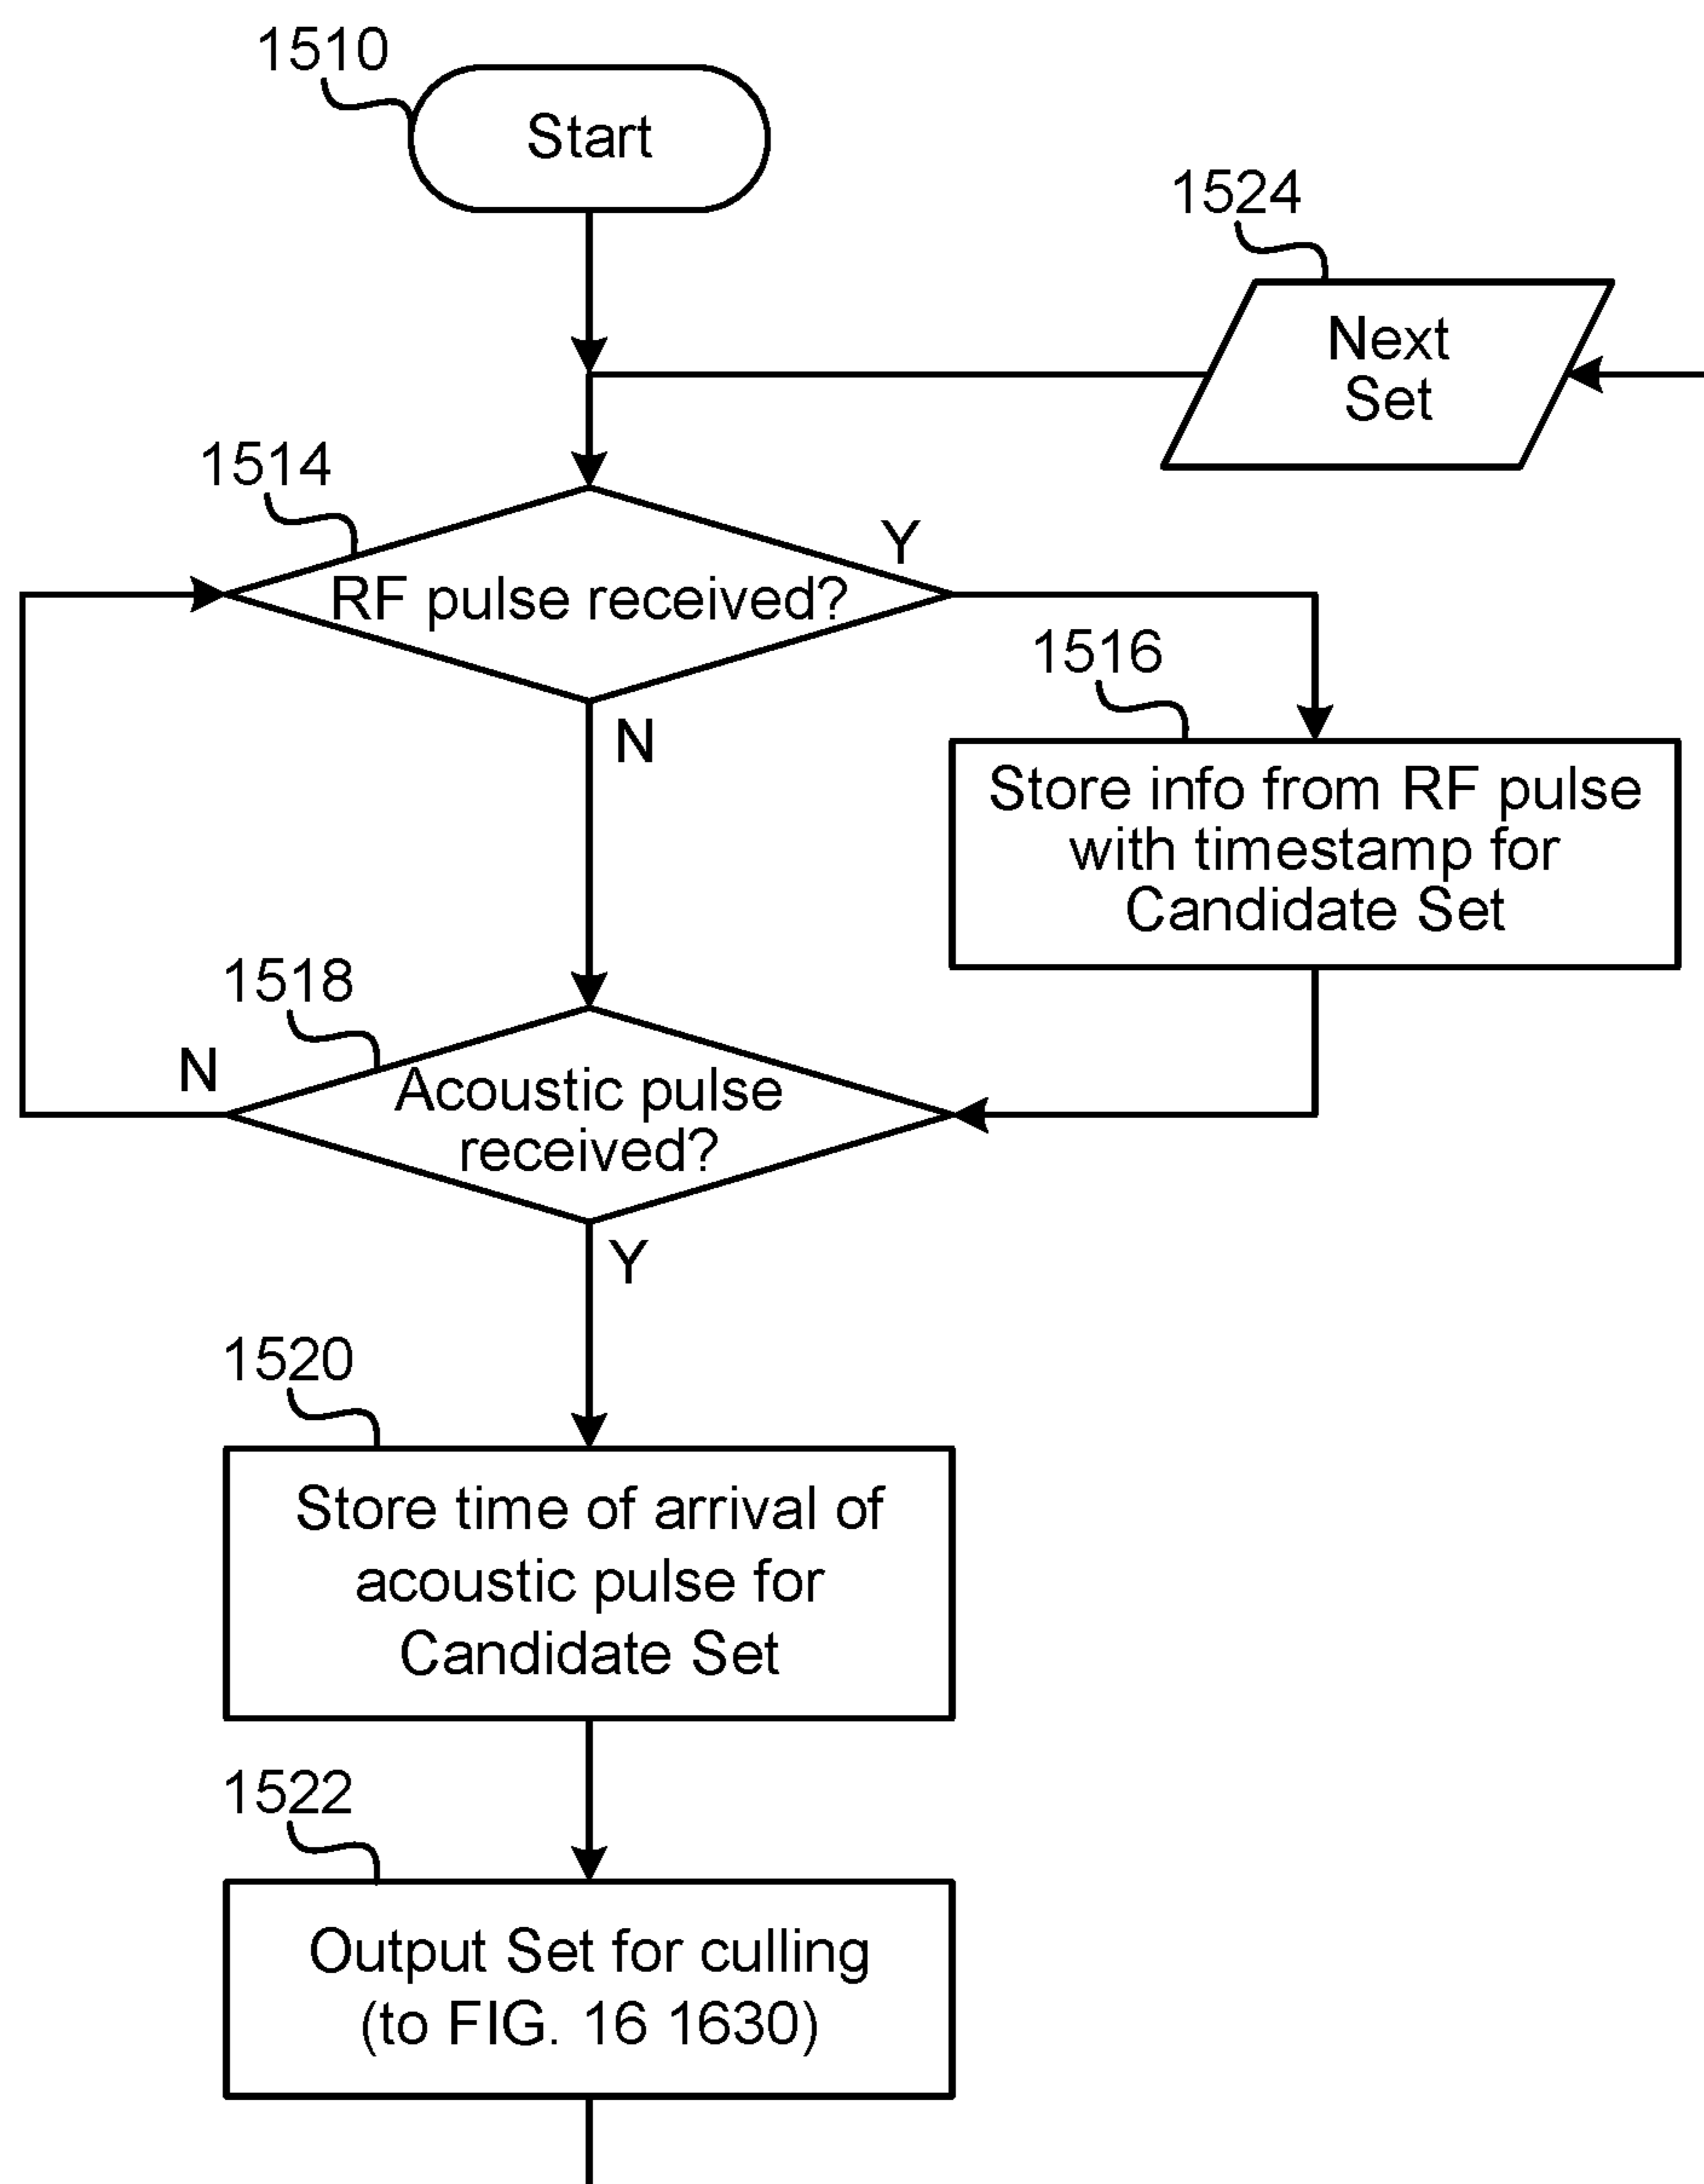 1510
Start
1524
Next
Set
1514
Y
RF pulse received?
N
1516
Store info from RF pulse
with timestamp for
Candidate Set
1518
N
Acoustic pulse
received?
Y
1520
Store time of arrival of
acoustic pulse for
Candidate Set
1522
Output Set for culling
(to FIG. 16 1630)